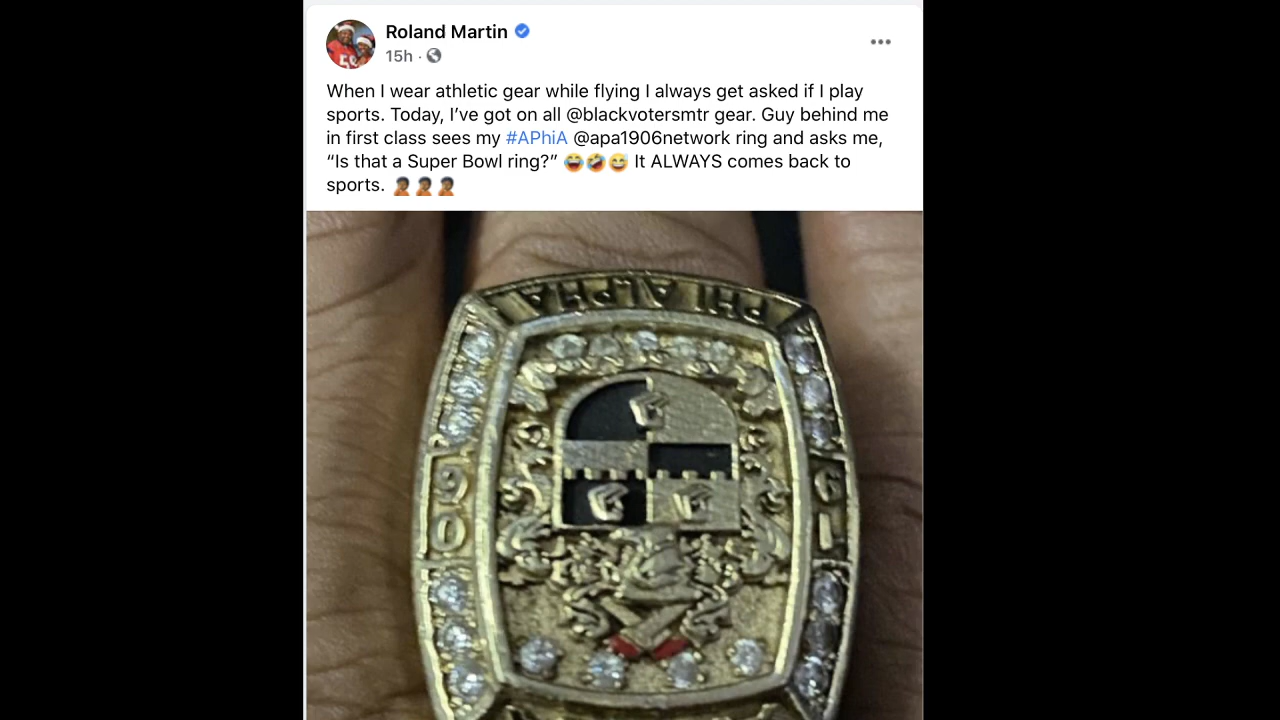 Roland Martin
15h ·
When I wear athletic gear while flying I always get asked if I play
sports. Today, I've got on all @blackvotersmtr gear. Guy behind me
in first class sees my #APhiA @apa1906network ring and asks me,
“Is that a Super Bowl ring?” 😂🤣😅 It ALWAYS comes back to
sports. 🤦🏾🤦🏾🤦🏾
PHI ALPHA
19
06